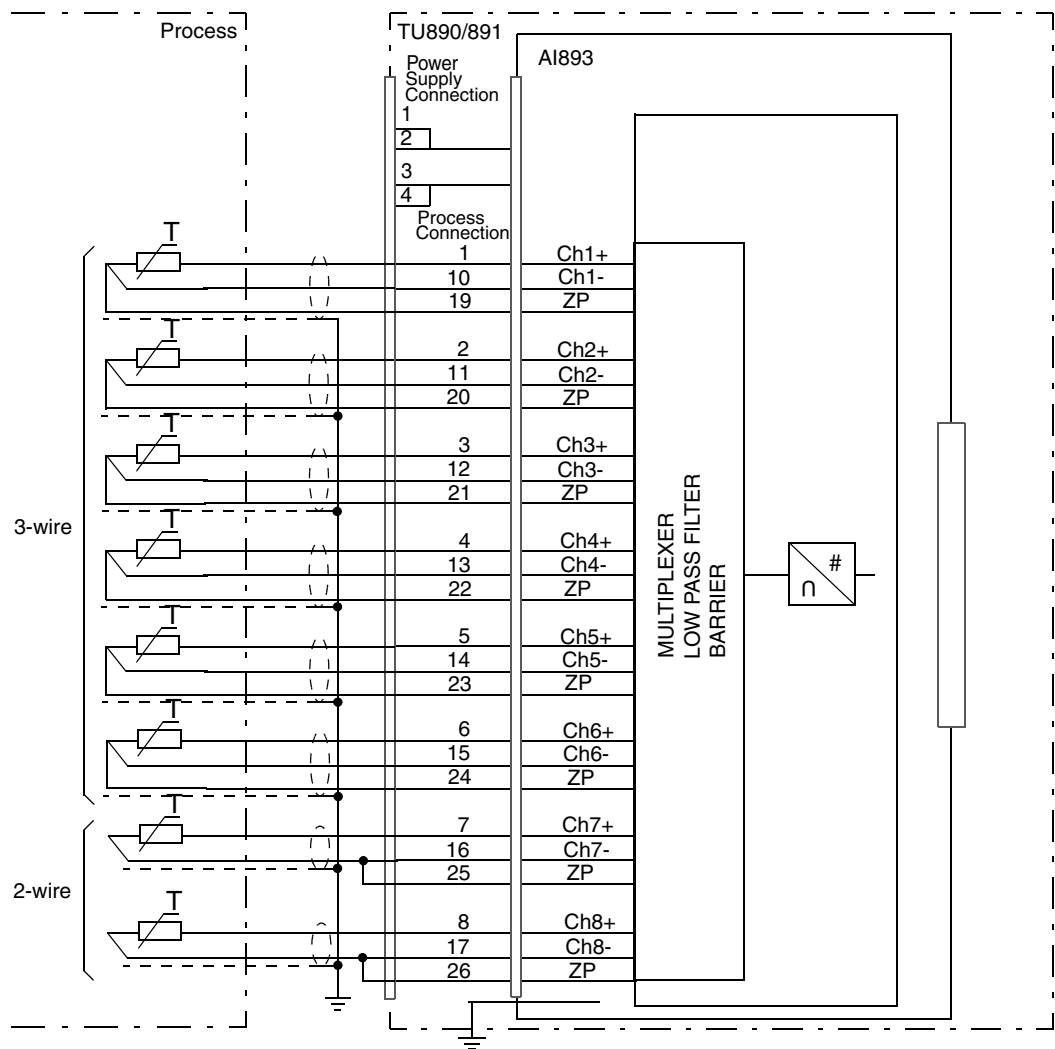 Process
TU890/891
Power
Supply
Connection
AI893
1
2
3
4
Process
Connection
T
1
Ch1+
10
Ch1-
19
ZP
T
2
Ch2+
11
Ch2-
20
ZP
T
3
Ch3+
12
Ch3-
21
ZP
3-wire
T
4
Ch4+
13
Ch4-
22
ZP
MULTIPLEXER
LOW PASS FILTER
BARRIER
#
∩
T
5
Ch5+
14
Ch5-
23
ZP
T
6
Ch6+
15
Ch6-
24
ZP
T
7
Ch7+
16
Ch7-
25
ZP
2-wire
T
8
Ch8+
17
Ch8-
26
ZP